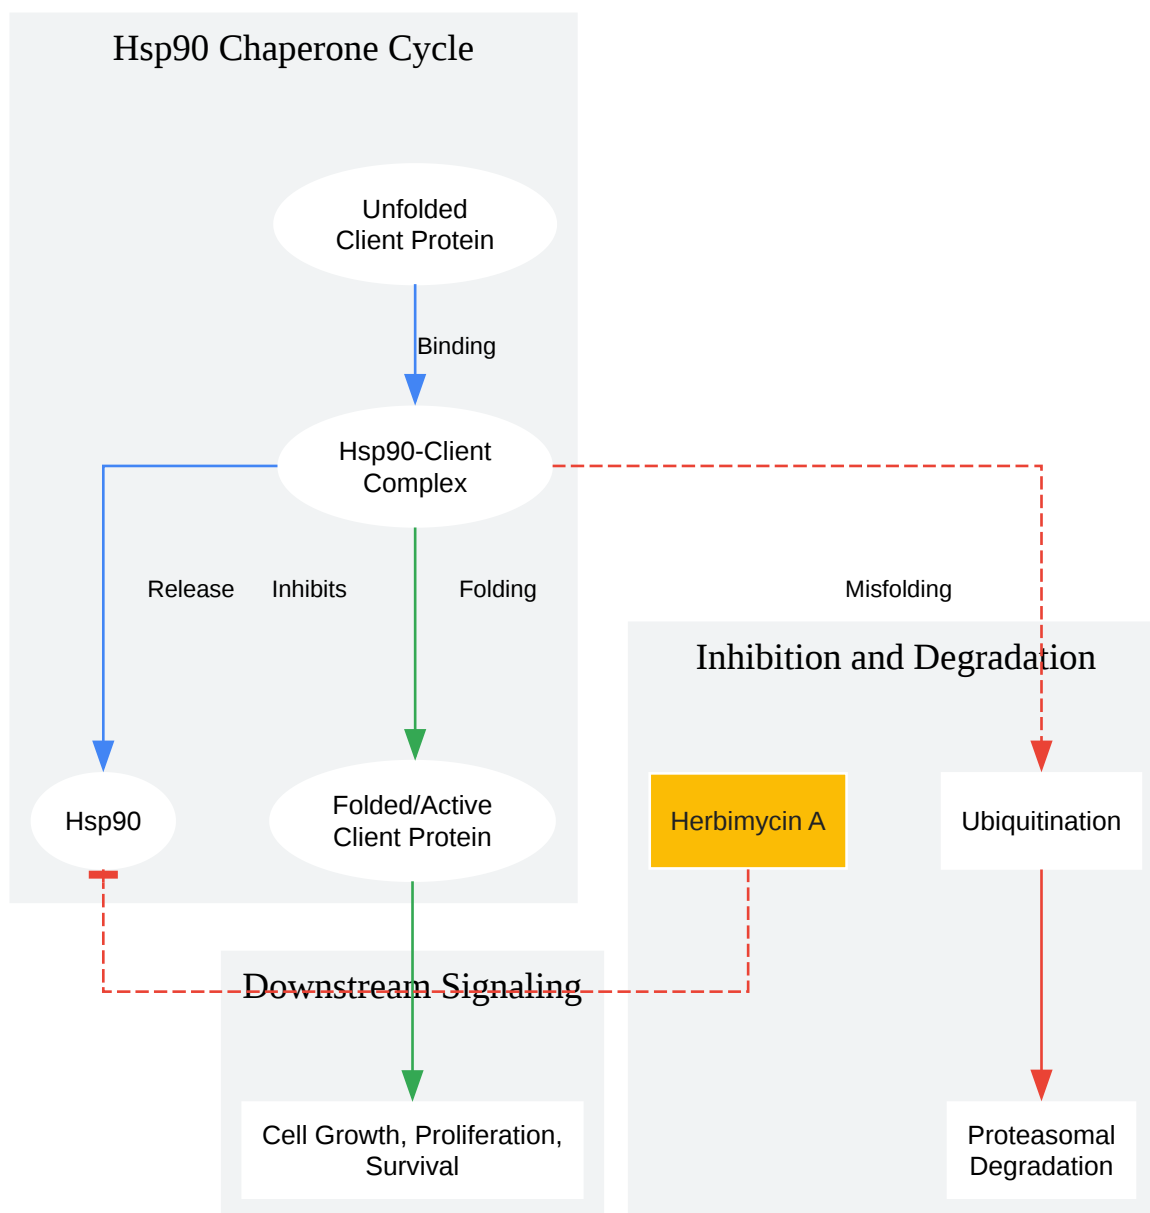 Hsp90 Chaperone Cycle
Unfolded
Client Protein
Binding
Hsp90-Client
Complex
Release
Inhibits
Folding
Misfolding
Inhibition and Degradation
Hsp90
Folded/Active
Client Protein
Herbimycin A
Ubiquitination
Downstream Signaling
Cell Growth, Proliferation,
Survival
Proteasomal
Degradation